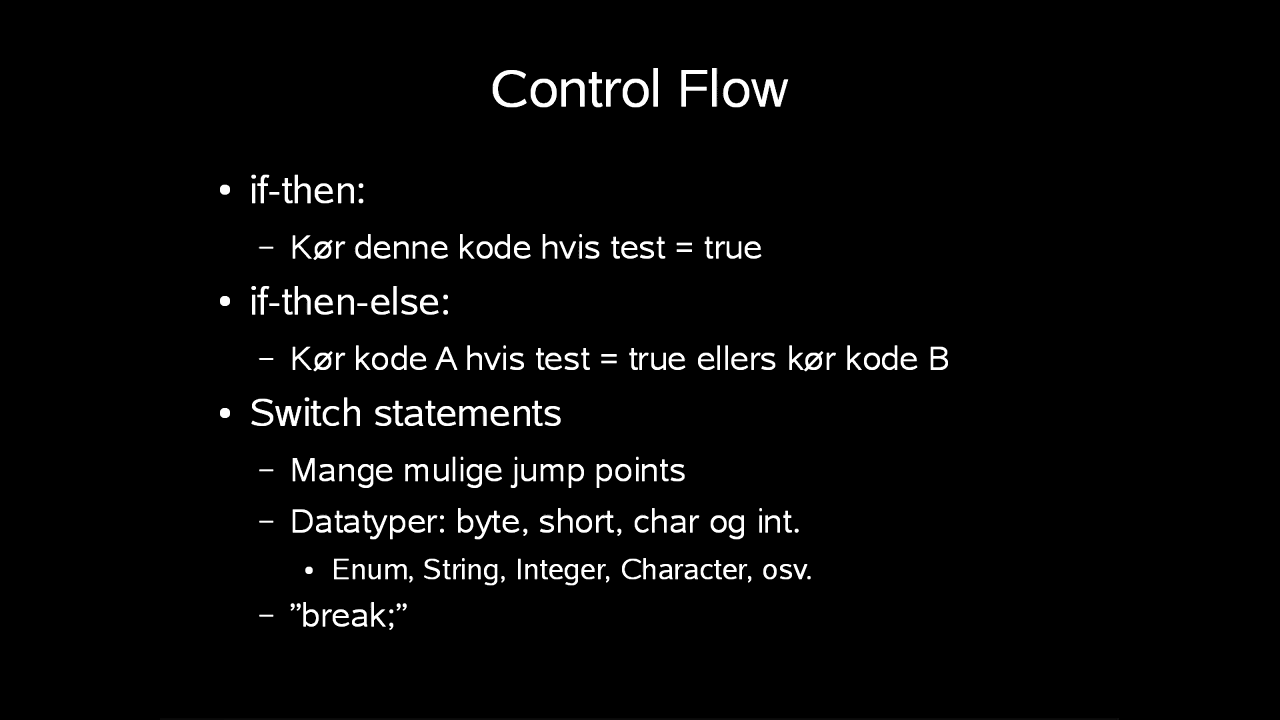 Control Flow
• if-then:
– Kør denne kode hvis test = true
• if-then-else:
– Kør kode A hvis test = true ellers kør kode B
• Switch statements
– Mange mulige jump points
– Datatyper: byte, short, char og int.
• Enum, String, Integer, Character, osv.
– ”break;”